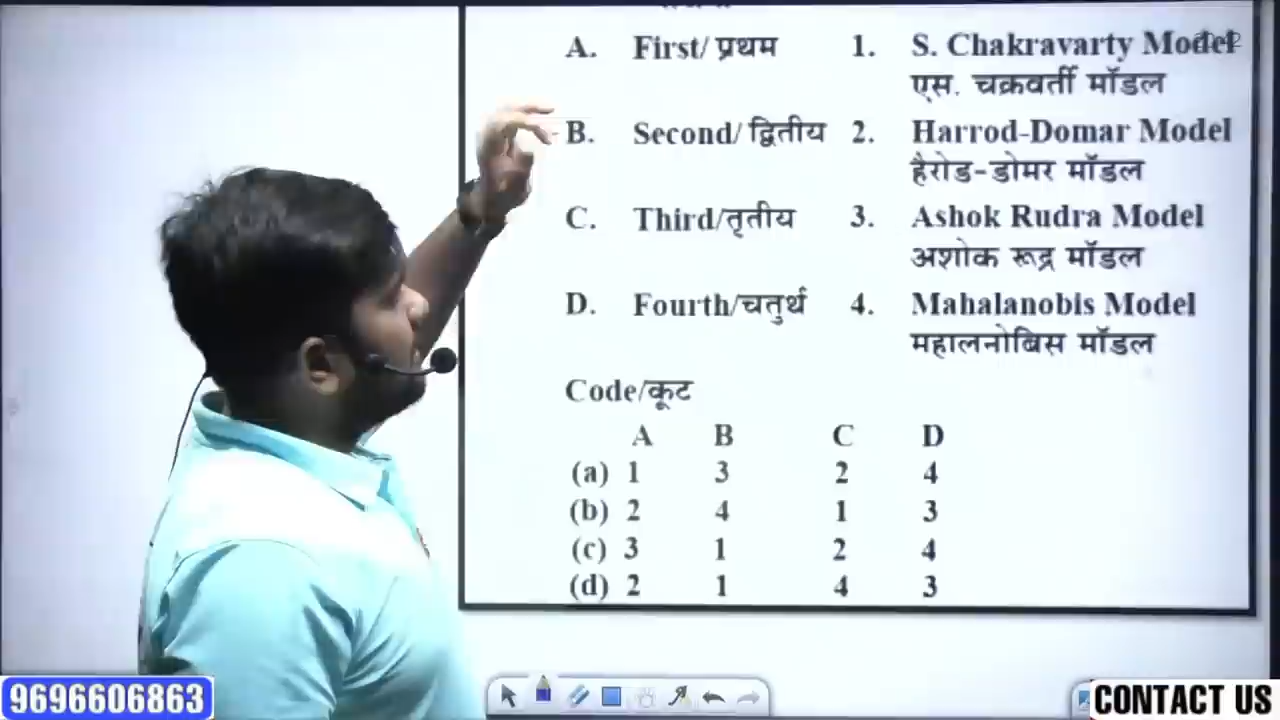 A. First/ प्रथम 1. S. Chakravarty Model
एस. चक्रवर्ती मॉडल
B. Second/ द्वितीय 2. Harrod-Domar Model
हैरोड-डोमर मॉडल
C. Third/तृतीय 3. Ashok Rudra Model
अशोक रूद्र मॉडल
D. Fourth/चतुर्थ 4. Mahalanobis Model
महालनोबिस मॉडल
Code/कूट
A B C D
(a) 1 3 2 4
(b) 2 4 1 3
(c) 3 1 2 4
(d) 2 1 4 3
9696606863
CONTACT US